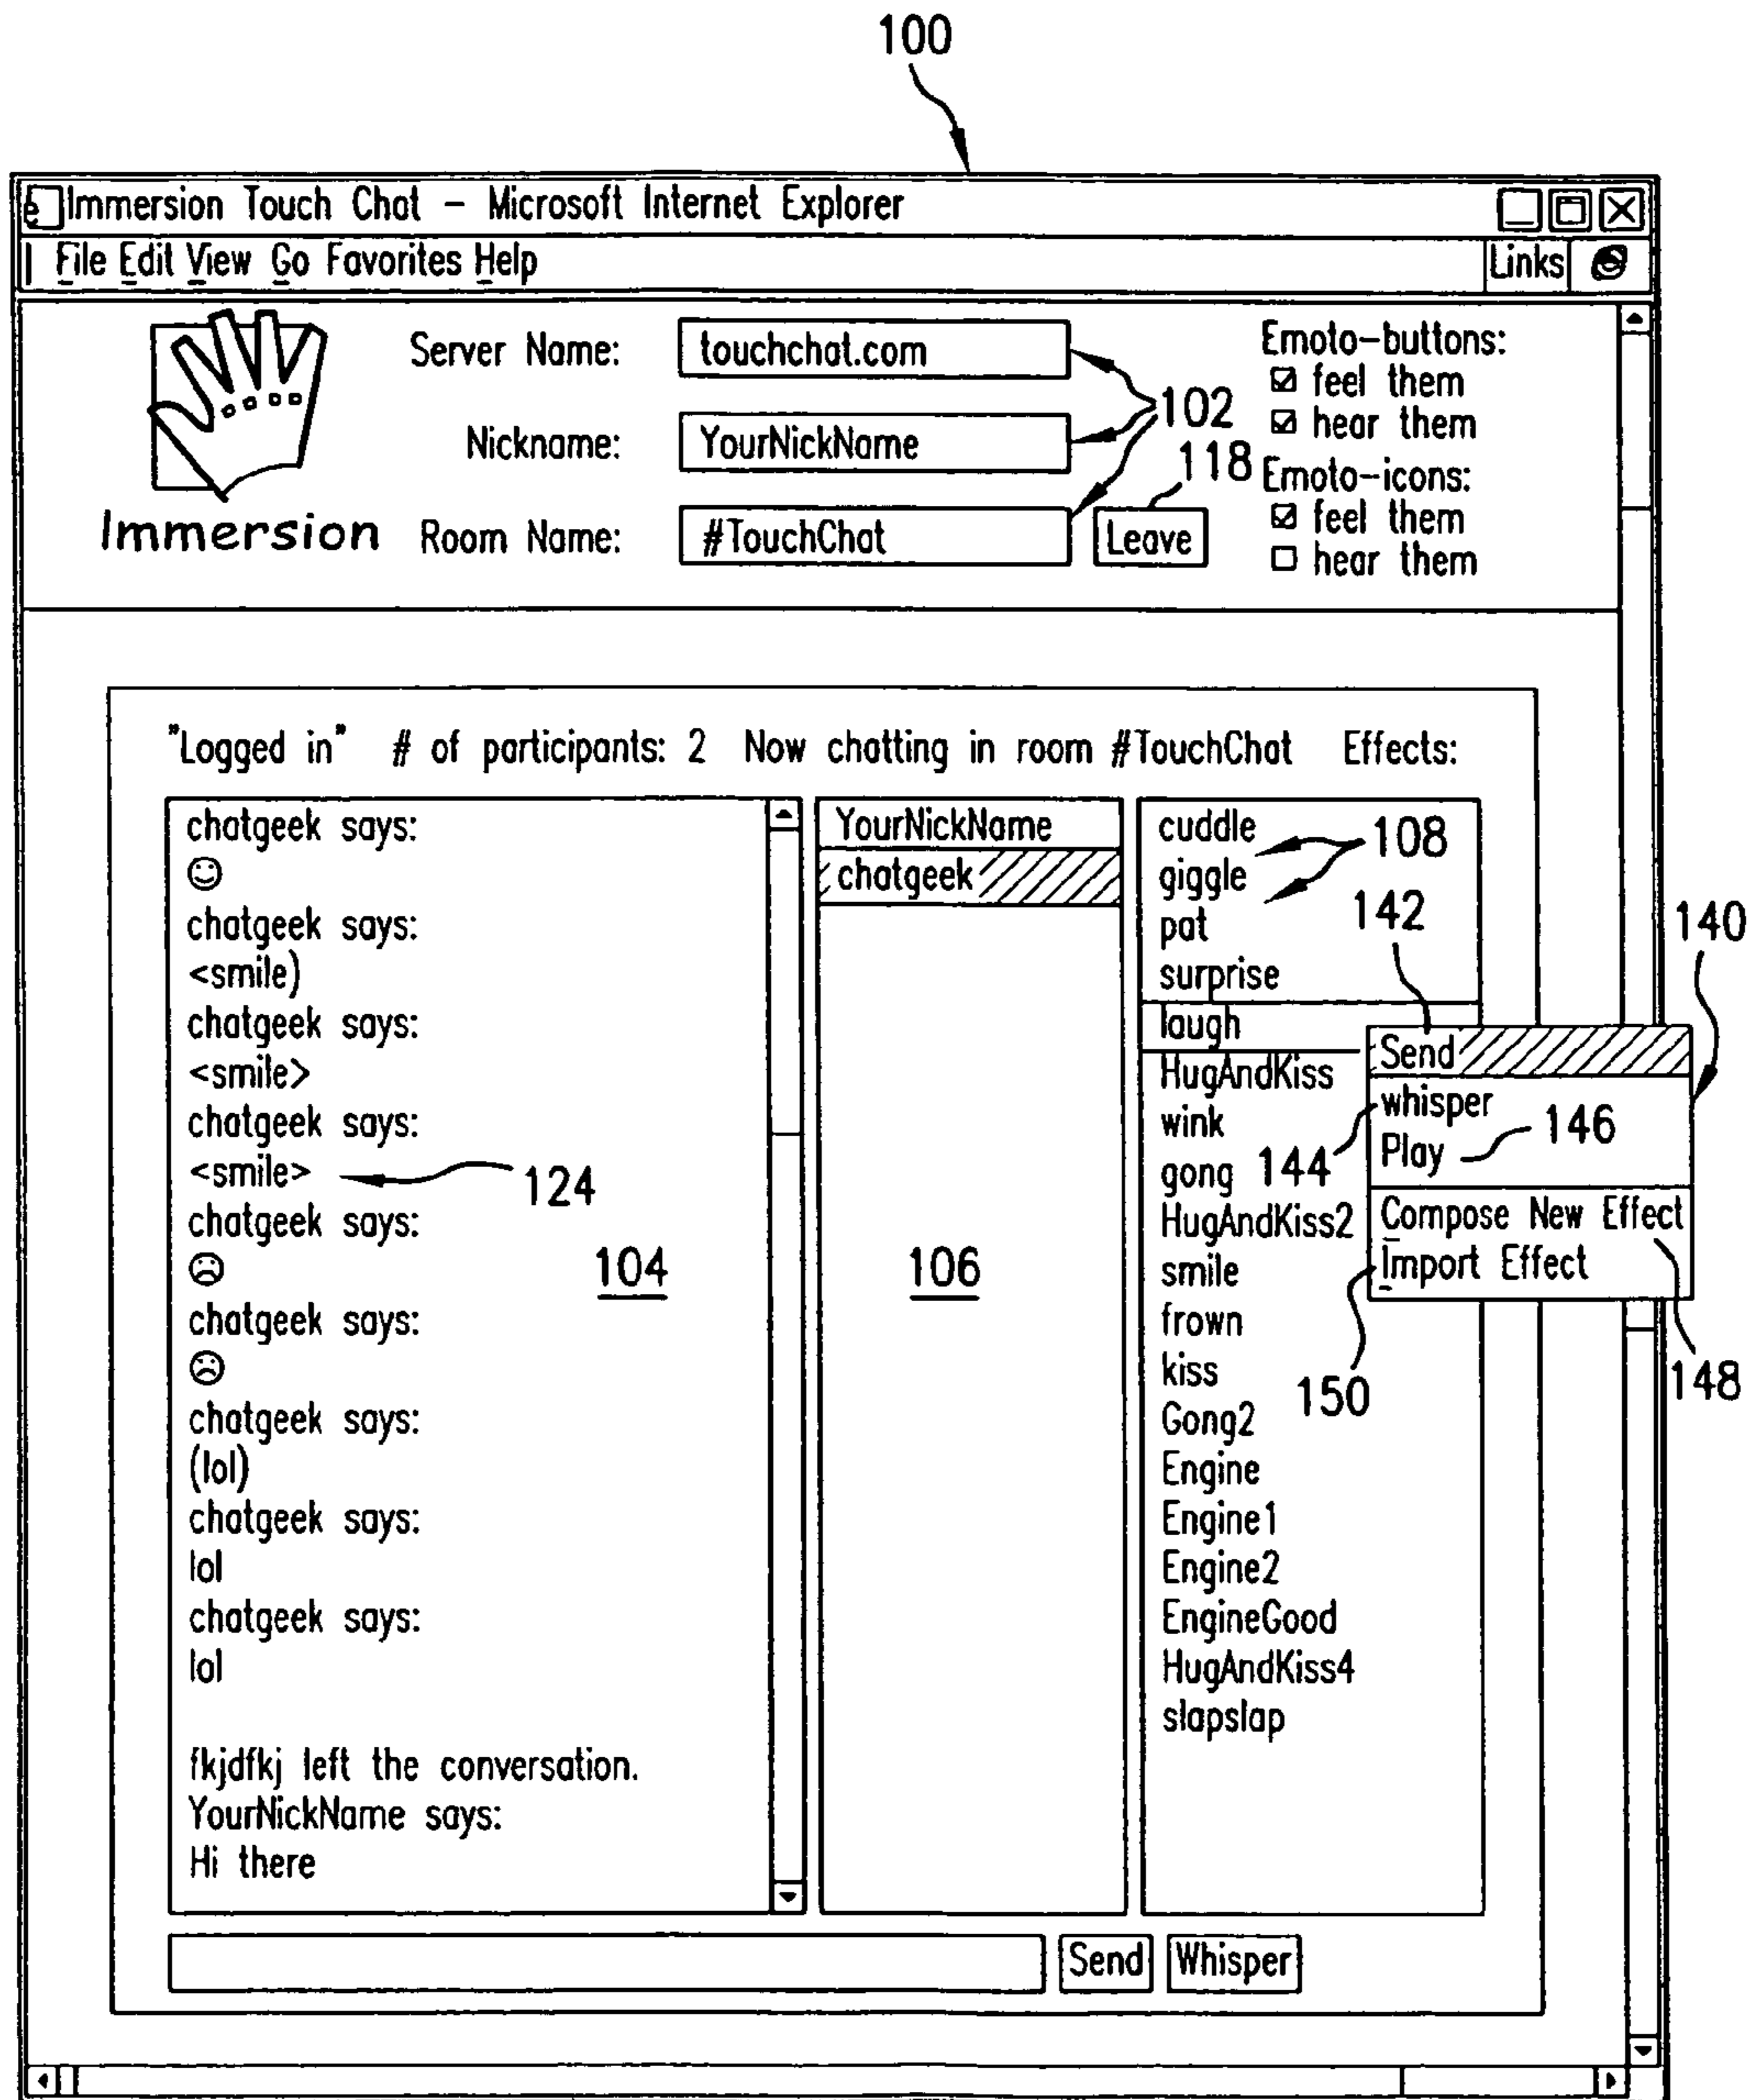 100
Immersion Touch Chat – Microsoft Internet Explorer
File Edit View Go Favorites Help Links
Server Name: touchchat.com
Nickname: YourNickName
Room Name: #TouchChat Leave
Immersion
102
118
Emoto-buttons:
☑ feel them
☑ hear them
Emoto-icons:
☑ feel them
☐ hear them
"Logged in" # of participants: 2 Now chatting in room #TouchChat Effects:
chatgeek says:
☺
chatgeek says:
<smile)
chatgeek says:
<smile>
chatgeek says:
<smile>
124
chatgeek says:
☹
104
chatgeek says:
☹
chatgeek says:
(lol)
chatgeek says:
lol
chatgeek says:
lol
fkjdfkj left the conversation.
YourNickName says:
Hi there
YourNickName
chatgeek
106
cuddle
giggle
pat
surprise
laugh
HugAndKiss
wink
gong
HugAndKiss2
smile
frown
kiss
Gong2
Engine
Engine1
Engine2
EngineGood
HugAndKiss4
slapslap
108
142
140
Send
whisper
Play
144
146
Compose New Effect
Import Effect
150
148
Send Whisper